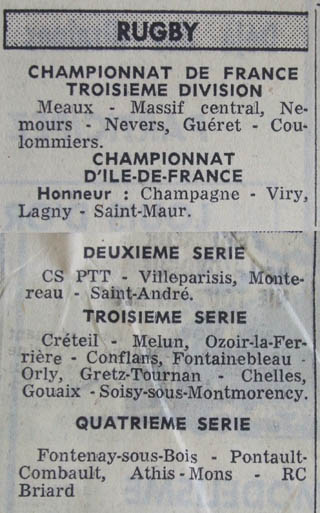 RUGBY
CHAMPIONNAT DE FRANCE
TROISIEME DIVISION
Meaux - Massif central, Ne-
mours - Nevers, Guéret - Cou-
lommiers.
CHAMPIONNAT
D'ILE-DE-FRANCE
Honneur : Champagne - Viry,
Lagny - Saint-Maur.
DEUXIEME SERIE
CS PTT - Villeparisis, Monte-
reau - Saint-André.
TROISIEME SERIE
Créteil - Melun, Ozoir-la-Fer-
rière - Conflans, Fontainebleau -
Orly, Gretz-Tournan - Chelles,
Gouaix - Soisy-sous-Montmorency.
QUATRIEME SERIE
Fontenay-sous-Bois - Pontault-
Combault, Athis-Mons - RC
Briard